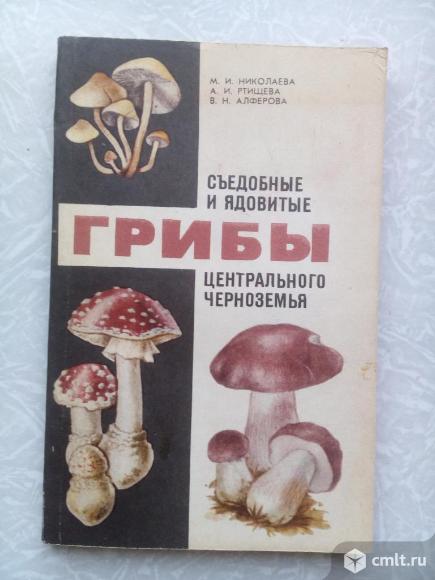 М. И. НИКОЛАЕВА
А. И. РТИЩЕВА
В. Н. АЛФЕРОВА
СЪЕДОБНЫЕ
И ЯДОВИТЫЕ
ГРИБЫ
ЦЕНТРАЛЬНОГО
ЧЕРНОЗЕМЬЯ
cmlt.ru